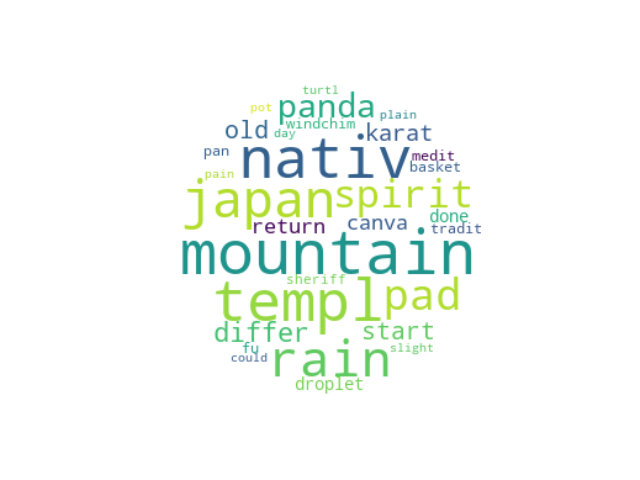 turtl
pot panda plain
old day windchim karat
pan nativ medit
basket
pain
japan spirit
return canva done
tradit
mountain
sheriff
templ pad
differ start
fu slight
could rain
droplet